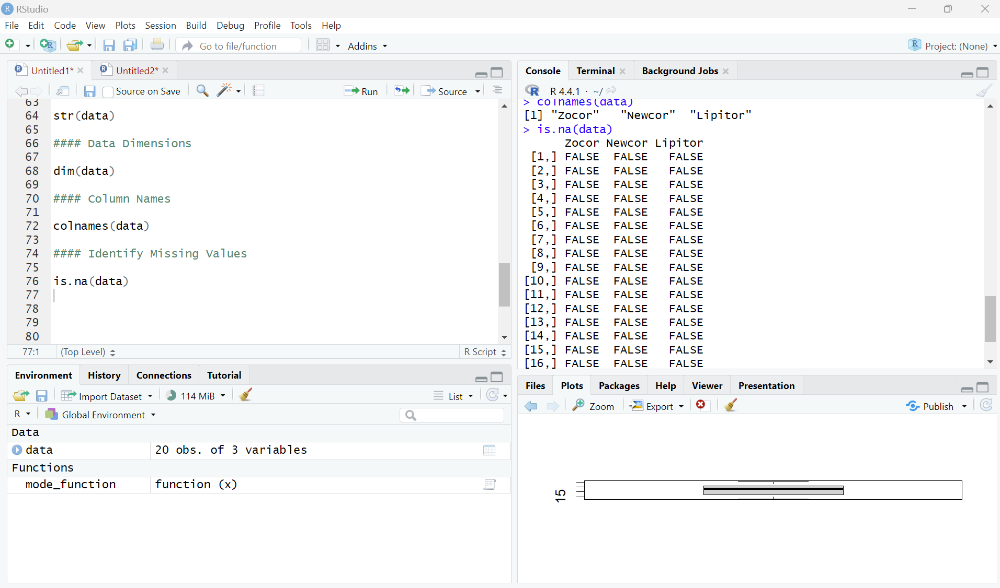 RStudio
File Edit Code View Plots Session Build Debug Profile Tools Help
Go to file/function Addins Project: (None)
Untitled1* Untitled2*
Source on Save Run Source
63
64 str(data)
65
66 #### Data Dimensions
67
68 dim(data)
69
70 #### Column Names
71
72 colnames(data)
73
74 #### Identify Missing Values
75
76 is.na(data)
77
78
79
80
77:1 (Top Level) R Script
Console Terminal Background Jobs
R 4.4.1 · ~/
> colnames(data)
[1] "Zocor" "Newcor" "Lipitor"
> is.na(data)
Zocor Newcor Lipitor
[1,] FALSE FALSE FALSE
[2,] FALSE FALSE FALSE
[3,] FALSE FALSE FALSE
[4,] FALSE FALSE FALSE
[5,] FALSE FALSE FALSE
[6,] FALSE FALSE FALSE
[7,] FALSE FALSE FALSE
[8,] FALSE FALSE FALSE
[9,] FALSE FALSE FALSE
[10,] FALSE FALSE FALSE
[11,] FALSE FALSE FALSE
[12,] FALSE FALSE FALSE
[13,] FALSE FALSE FALSE
[14,] FALSE FALSE FALSE
[15,] FALSE FALSE FALSE
[16,] FALSE FALSE FALSE
Environment History Connections Tutorial
Import Dataset 114 MiB List
R Global Environment
Data
data 20 obs. of 3 variables
Functions
mode_function function (x)
Files Plots Packages Help Viewer Presentation
Zoom Export Publish
15